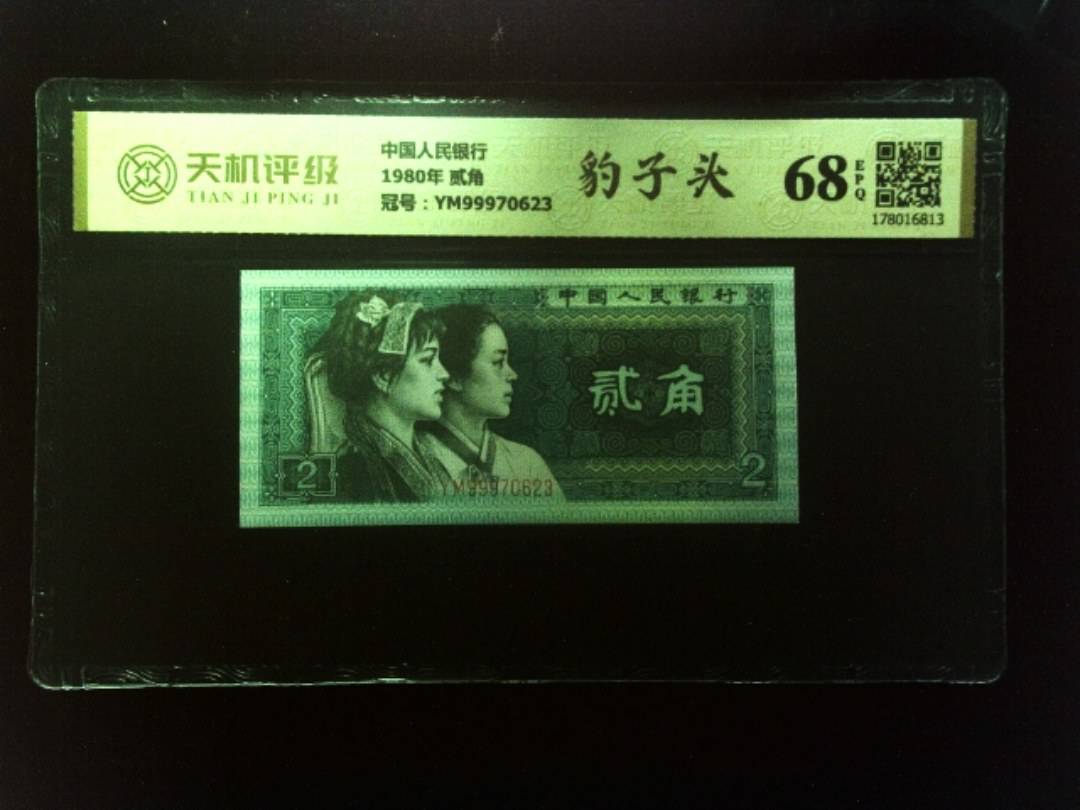 天机评级
TIAN JI PING JI
中国人民银行
1980年 贰角
冠号：YM99970623
豹子头
68
EPQ
178016813
中國人民銀行
贰角
2
2
YM99970623